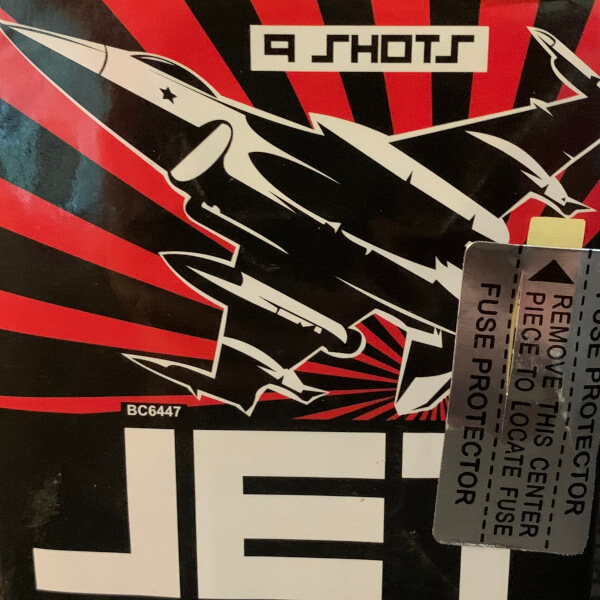 9 SHOTS
BC6447
JET
FUSE PROTECTOR
REMOVE THIS CENTER
PIECE TO LOCATE FUSE
FUSE PROTECTOR